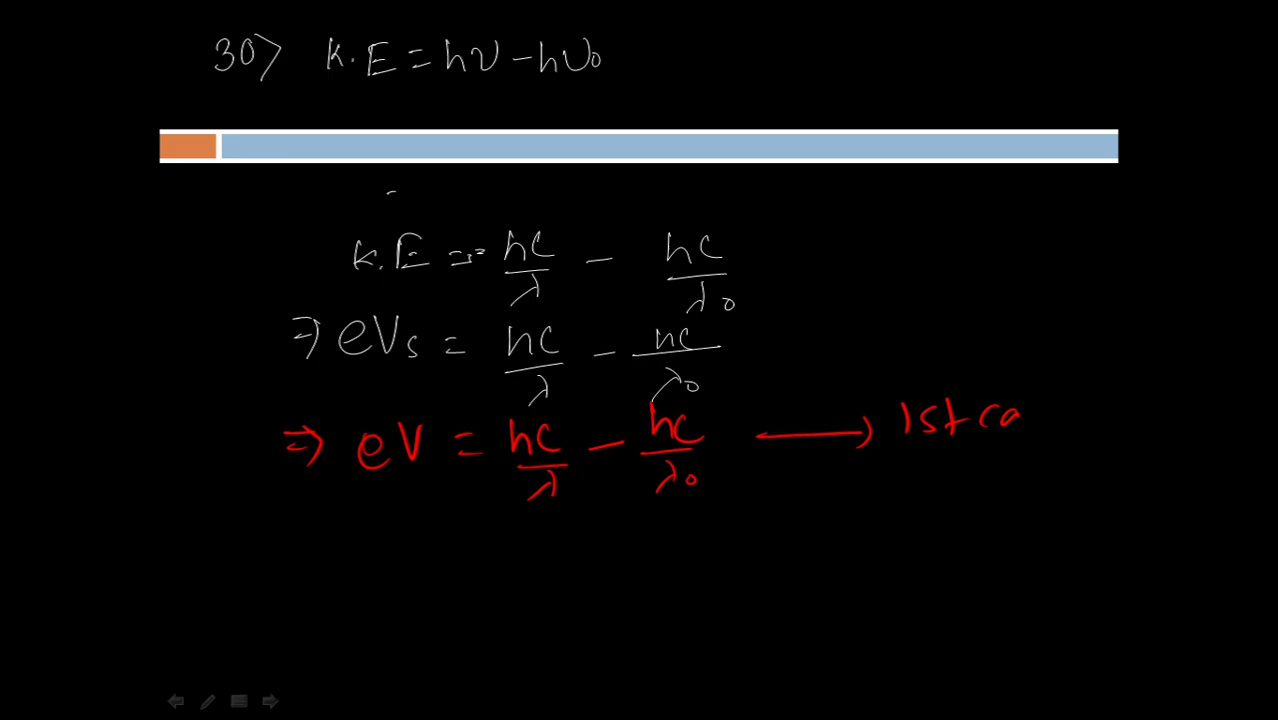 30> K.E = hν - hν₀
K.E = hc/λ - hc/λ₀
⇒ eVs = hc/λ - hc/λ₀
⇒ eV = hc/λ - hc/λ₀ → 1st ca